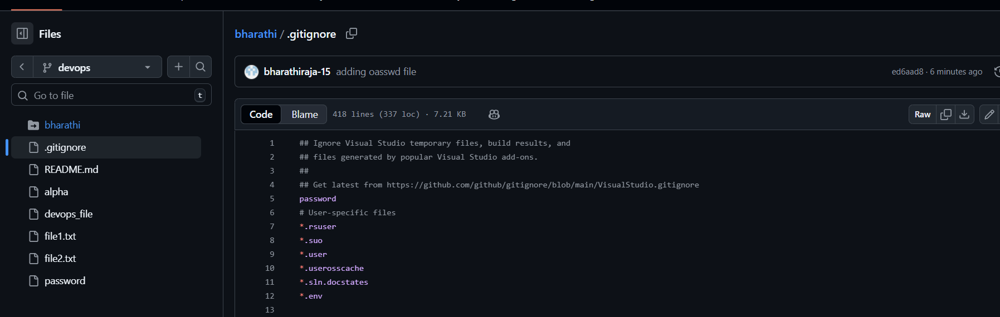 Files
devops
Go to file
t
bharathi
.gitignore
README.md
alpha
devops_file
file1.txt
file2.txt
password
bharathi / .gitignore
bharathiraja-15 adding oasswd file
ed6aad8 · 6 minutes ago
Code Blame 418 lines (337 loc) · 7.21 KB
Raw
1 ## Ignore Visual Studio temporary files, build results, and
2 ## files generated by popular Visual Studio add-ons.
3 ##
4 ## Get latest from https://github.com/github/gitignore/blob/main/VisualStudio.gitignore
5 password
6 # User-specific files
7 *.rsuser
8 *.suo
9 *.user
10 *.userosscache
11 *.sln.docstates
12 *.env
13